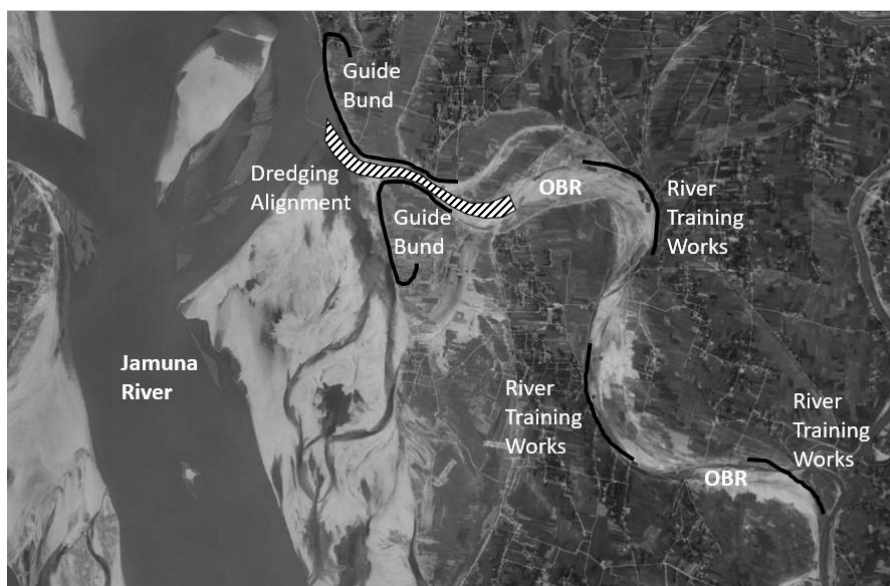 Guide
Bund
Dredging
Alignment
OBR
River
Training
Works
Guide
Bund
Jamuna
River
River
Training
Works
River
Training
Works
OBR